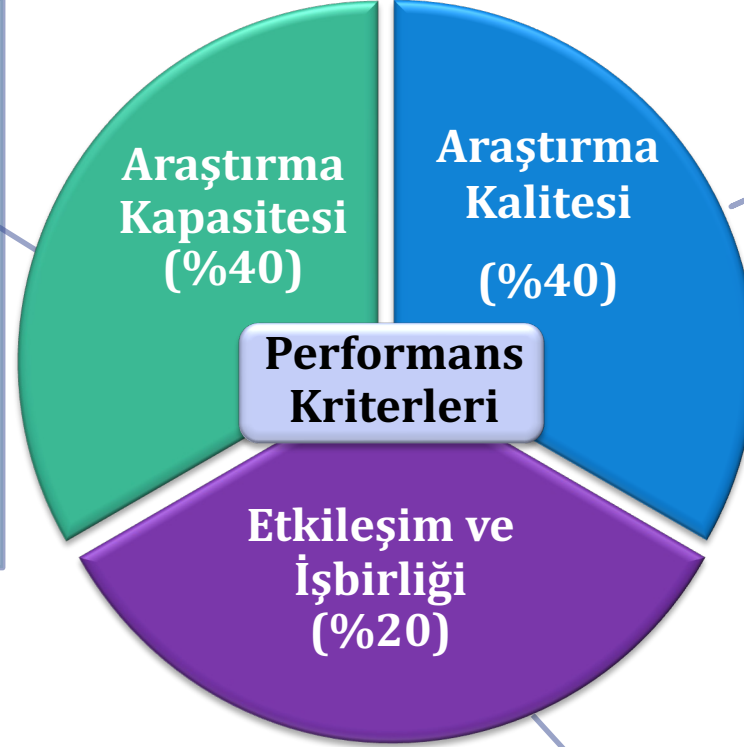 Araştırma
Kapasitesi
(%40)
Araştırma
Kalitesi
(%40)
Performans
Kriterleri
Etkileşim ve
İşbirliği
(%20)